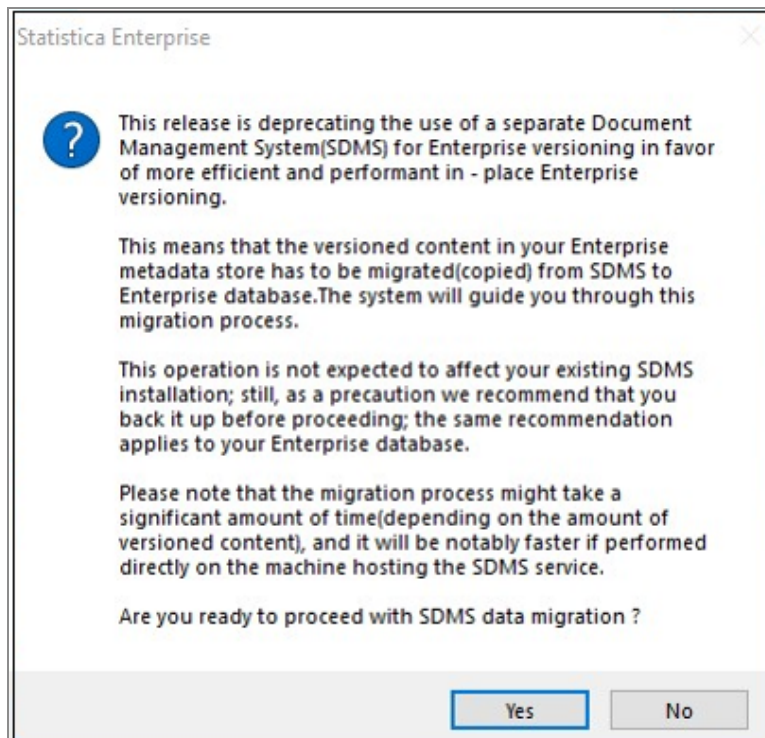 Statistica Enterprise
This release is deprecating the use of a separate Document
Management System(SDMS) for Enterprise versioning in favor
of more efficient and performant in - place Enterprise
versioning.
This means that the versioned content in your Enterprise
metadata store has to be migrated(copied) from SDMS to
Enterprise database.The system will guide you through this
migration process.
This operation is not expected to affect your existing SDMS
installation; still, as a precaution we recommend that you
back it up before proceeding; the same recommendation
applies to your Enterprise database.
Please note that the migration process might take a
significant amount of time(depending on the amount of
versioned content), and it will be notably faster if performed
directly on the machine hosting the SDMS service.
Are you ready to proceed with SDMS data migration ?
Yes No